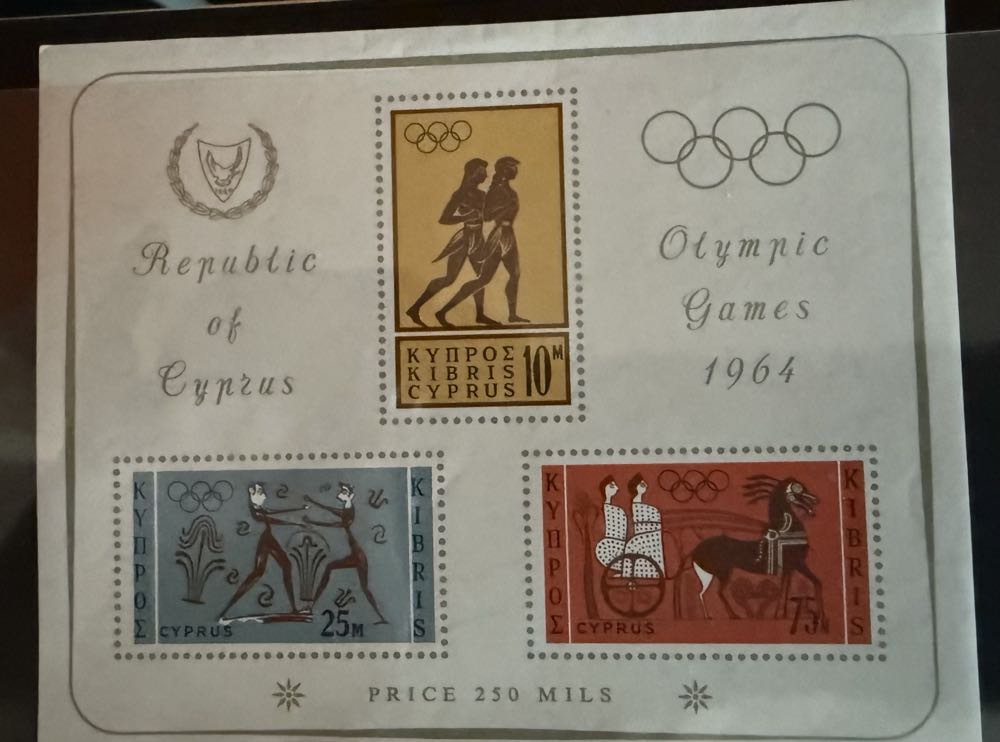 Republic
of
Cyprus
Olympic
Games
1964
ΚΥΠΡΟΣ
KIBRIS
CYPRUS
10M
ΚΥΠΡΟΣ
CYPRUS
25M
KIBRIS
ΚΥΠΡΟΣ
CYPRUS
75M
KIBRIS
PRICE 250 MILS